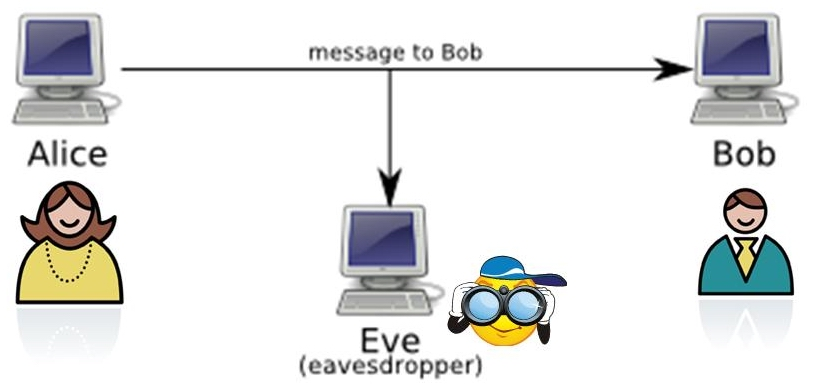 message to Bob
Alice
Bob
Eve
(eavesdropper)